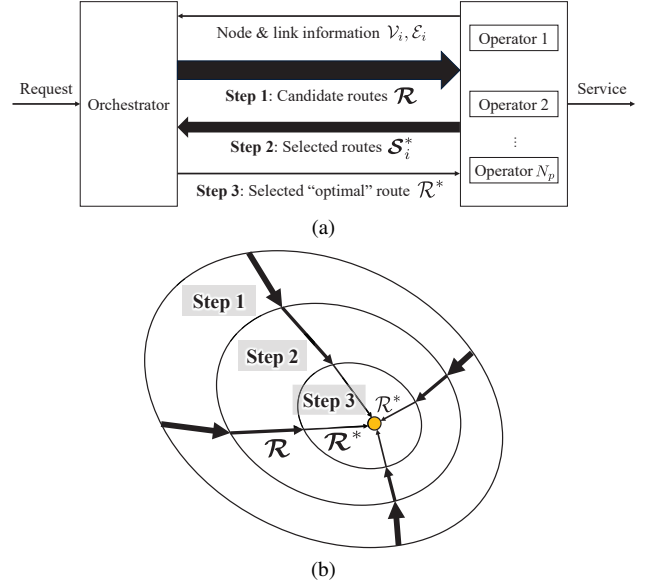 Node & link information 𝒱ᵢ, ℰᵢ
Operator 1
Request
Orchestrator
Step 1: Candidate routes 𝓡
Operator 2
Service
Step 2: Selected routes 𝓢ᵢ*
⋮
Step 3: Selected “optimal” route ℛ*
Operator Nₚ
(a)
Step 1
Step 2
Step 3
ℛ*
𝓡
𝓡*
(b)